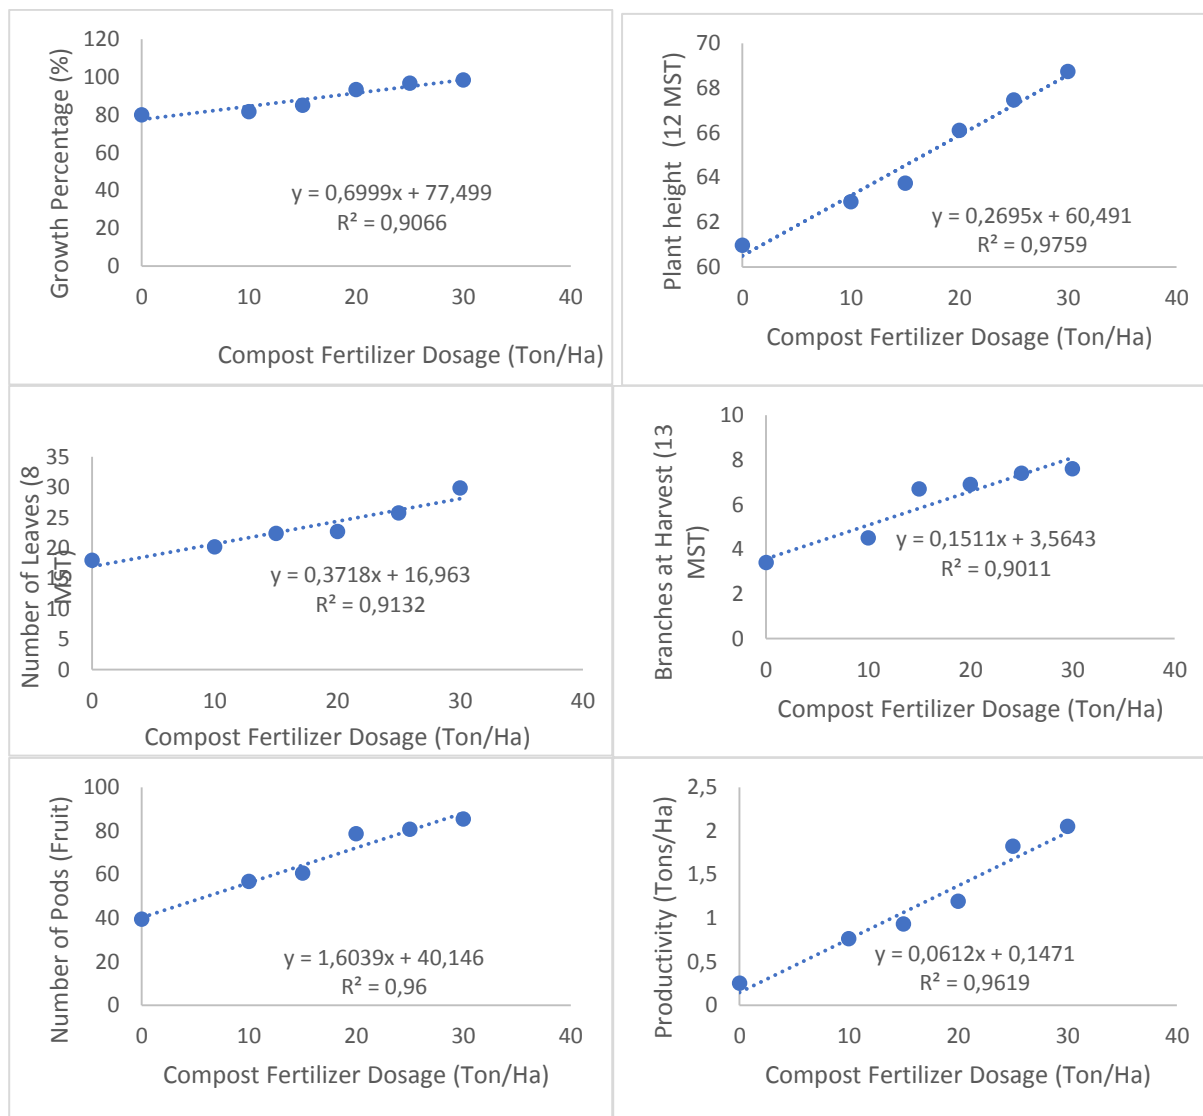 Growth Percentage (%)
120
100
80
60
40
20
0
y = 0,6999x + 77,499
R² = 0,9066
0 10 20 30 40
Compost Fertilizer Dosage (Ton/Ha)
Plant height (12 MST)
70
68
66
64
62
60
y = 0,2695x + 60,491
R² = 0,9759
0 10 20 30 40
Compost Fertilizer Dosage (Ton/Ha)
Number of Leaves (8
MST)
35
30
25
20
15
10
5
0
y = 0,3718x + 16,963
R² = 0,9132
0 10 20 30 40
Compost Fertilizer Dosage (Ton/Ha)
Branches at Harvest (13
MST)
10
8
6
4
2
0
y = 0,1511x + 3,5643
R² = 0,9011
0 10 20 30 40
Compost Fertilizer Dosage (Ton/Ha)
Number of Pods (Fruit)
100
80
60
40
20
0
y = 1,6039x + 40,146
R² = 0,96
0 10 20 30 40
Compost Fertilizer Dosage (Ton/Ha)
Productivity (Tons/Ha)
2,5
2
1,5
1
0,5
0
y = 0,0612x + 0,1471
R² = 0,9619
0 10 20 30 40
Compost Fertilizer Dosage (Ton/Ha)